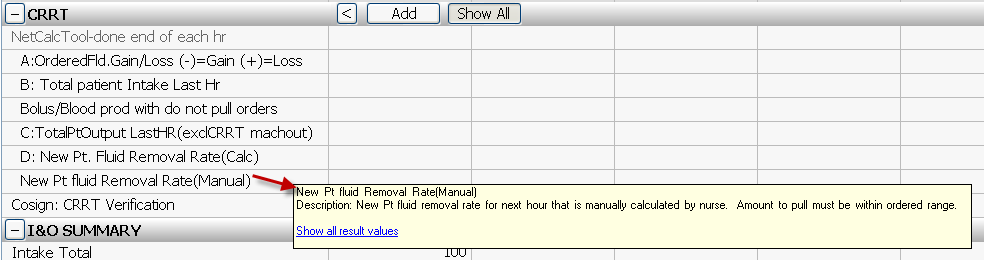 CRRT < Add Show All
NetCalcTool-done end of each hr
A:OrderedFld.Gain/Loss (-)=Gain (+)=Loss
B: Total patient Intake Last Hr
Bolus/Blood prod with do not pull orders
C:TotalPtOutput LastHR(exclCRRT machout)
D: New Pt. Fluid Removal Rate(Calc)
New Pt fluid Removal Rate(Manual)
New Pt fluid Removal Rate(Manual)
Description: New Pt fluid removal rate for next hour that is manually calculated by nurse. Amount to pull must be within ordered range.
Show all result values
Cosign: CRRT Verification
I&O SUMMARY
Intake Total 100